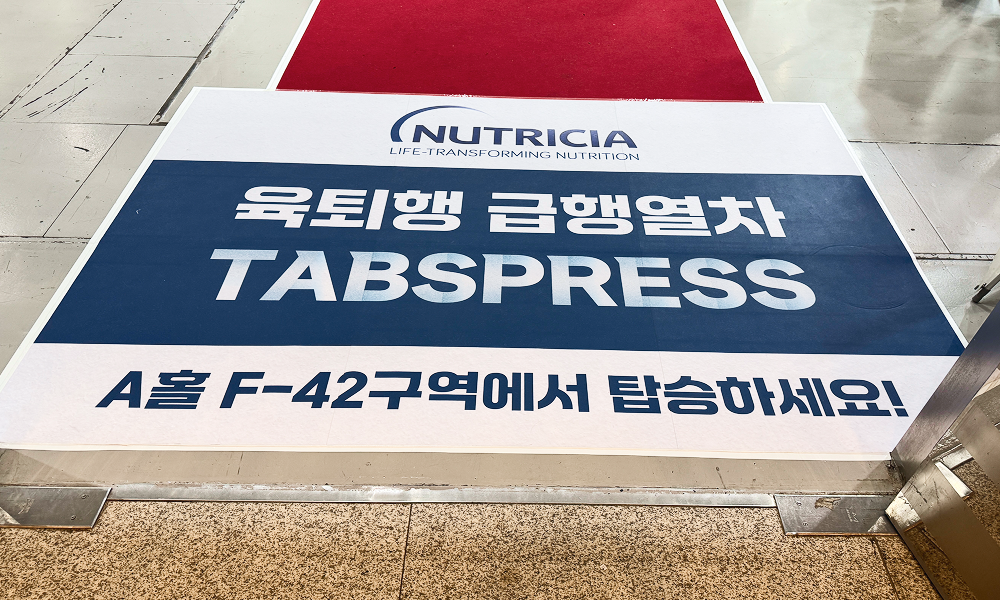 NUTRICIA
LIFE-TRANSFORMING NUTRITION
육퇴행 급행열차
TABSPRESS
A홀 F-42구역에서 탑승하세요!